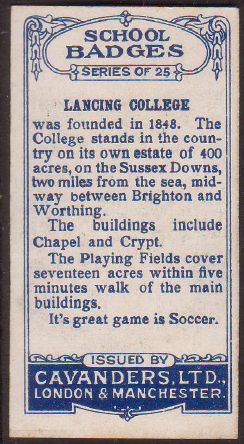 SCHOOL
BADGES
SERIES OF 25
LANCING COLLEGE
was founded in 1848. The
College stands in the coun-
try on its own estate of 400
acres, on the Sussex Downs,
two miles from the sea, mid-
way between Brighton and
Worthing.
The buildings include
Chapel and Crypt.
The Playing Fields cover
seventeen acres within five
minutes walk of the main
buildings.
It's great game is Soccer.
ISSUED BY
CAVANDERS, LTD.,
LONDON & MANCHESTER.